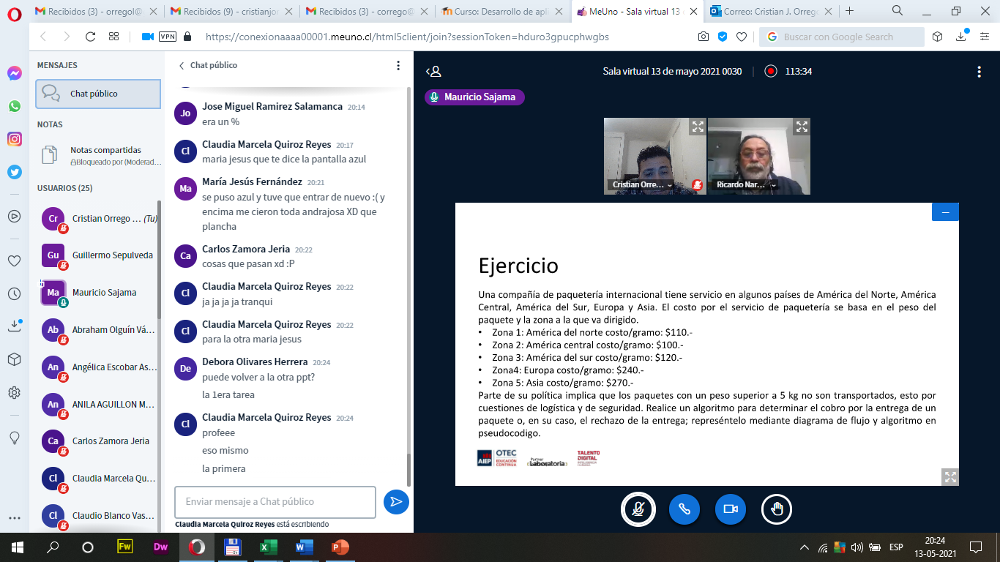 Recibidos (3) - orregol@
Recibidos (9) - cristianjor
Recibidos (3) - corrego@
Curso: Desarrollo de apli
MeUno - Sala virtual 13
Correo: Cristian J. Orreg
VPN
https://conexionaaaa00001.meuno.cl/html5client/join?sessionToken=hduro3gpucphwgbs
Buscar con Google Search
MENSAJES
Chat público
NOTAS
Notas compartidas
Bloqueado por (Moderad...
USUARIOS (25)
Cr
Cristian Orrego ... (Tu)
Gu
Guillermo Sepulveda
Ma
Mauricio Sajama
Ab
Abraham Olguín Vá...
An
Angélica Escobar As...
An
ANILA AGUILLON M...
Ca
Carlos Zamora Jeria
Cl
Claudia Marcela Qu...
Cl
Claudio Blanco Vas...
Chat público
Jo
Jose Miguel Ramirez Salamanca 20:14
era un %
Cl
Claudia Marcela Quiroz Reyes 20:17
maria jesus que te dice la pantalla azul
Ma
María Jesús Fernández 20:21
se puso azul y tuve que entrar de nuevo :( y
encima me cieron toda andrajosa XD que
plancha
Ca
Carlos Zamora Jeria 20:22
cosas que pasan xd :P
Cl
Claudia Marcela Quiroz Reyes 20:22
ja ja ja ja tranqui
Cl
Claudia Marcela Quiroz Reyes 20:22
para la otra maria jesus
De
Debora Olivares Herrera 20:24
puede volver a la otra ppt?
la 1era tarea
Cl
Claudia Marcela Quiroz Reyes 20:24
profeee
eso mismo
la primera
Enviar mensaje a Chat público
Claudia Marcela Quiroz Reyes está escribiendo
Sala virtual 13 de mayo 2021 0030
113:34
Mauricio Sajama
Cristian Orre...
Ricardo Nar...
Ejercicio
Una compañía de paquetería internacional tiene servicio en algunos países de América del Norte, América
Central, América del Sur, Europa y Asia. El costo por el servicio de paquetería se basa en el peso del
paquete y la zona a la que va dirigido.
• Zona 1: América del norte costo/gramo: $110.-
• Zona 2: América central costo/gramo: $100.-
• Zona 3: América del sur costo/gramo: $120.-
• Zona4: Europa costo/gramo: $240.-
• Zona 5: Asia costo/gramo: $270.-
Parte de su política implica que los paquetes con un peso superior a 5 kg no son transportados, esto por
cuestiones de logística y de seguridad. Realice un algoritmo para determinar el cobro por la entrega de un
paquete o, en su caso, el rechazo de la entrega; represéntelo mediante diagrama de flujo y algoritmo en
pseudocodigo.
AIEP
OTEC
EDUCACIÓN
CONTINUA
Partner
Laboratoria
TALENTO
DIGITAL
Fw
Dw
ESP
20:24
13-05-2021